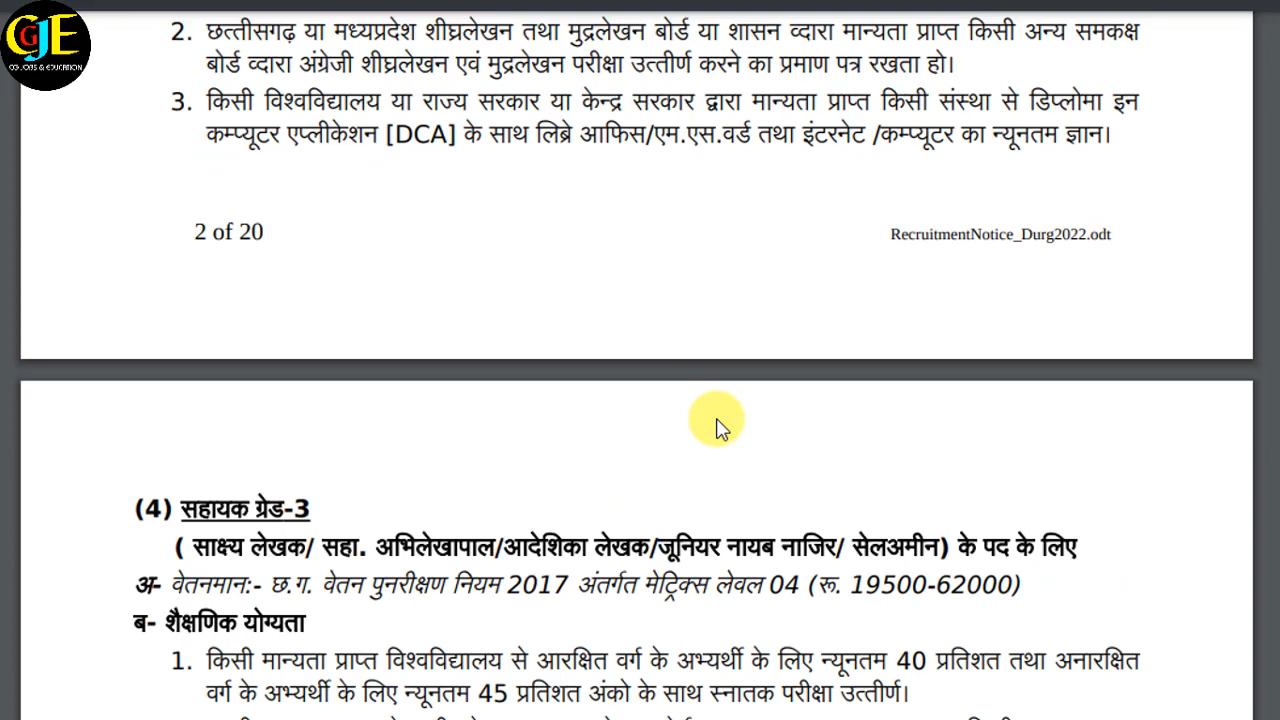 GJE
CG JOBS & EDUCATION
2. छत्तीसगढ़ या मध्यप्रदेश शीघ्रलेखन तथा मुद्रलेखन बोर्ड या शासन व्दारा मान्यता प्राप्त किसी अन्य समकक्ष
बोर्ड व्दारा अंग्रेजी शीघ्रलेखन एवं मुद्रलेखन परीक्षा उत्तीर्ण करने का प्रमाण पत्र रखता हो।
3. किसी विश्वविद्यालय या राज्य सरकार या केन्द्र सरकार द्वारा मान्यता प्राप्त किसी संस्था से डिप्लोमा इन
कम्प्यूटर एप्लीकेशन [DCA] के साथ लिब्रे आफिस/एम.एस.वर्ड तथा इंटरनेट /कम्प्यूटर का न्यूनतम ज्ञान।
2 of 20
RecruitmentNotice_Durg2022.odt
(4) सहायक ग्रेड-3
( साक्ष्य लेखक/ सहा. अभिलेखापाल/आदेशिका लेखक/जूनियर नायब नाजिर/ सेलअमीन) के पद के लिए
अ- वेतनमान:- छ.ग. वेतन पुनरीक्षण नियम 2017 अंतर्गत मेट्रिक्स लेवल 04 (रू. 19500-62000)
ब- शैक्षणिक योग्यता
1. किसी मान्यता प्राप्त विश्वविद्यालय से आरक्षित वर्ग के अभ्यर्थी के लिए न्यूनतम 40 प्रतिशत तथा अनारक्षित
वर्ग के अभ्यर्थी के लिए न्यूनतम 45 प्रतिशत अंको के साथ स्नातक परीक्षा उत्तीर्ण।